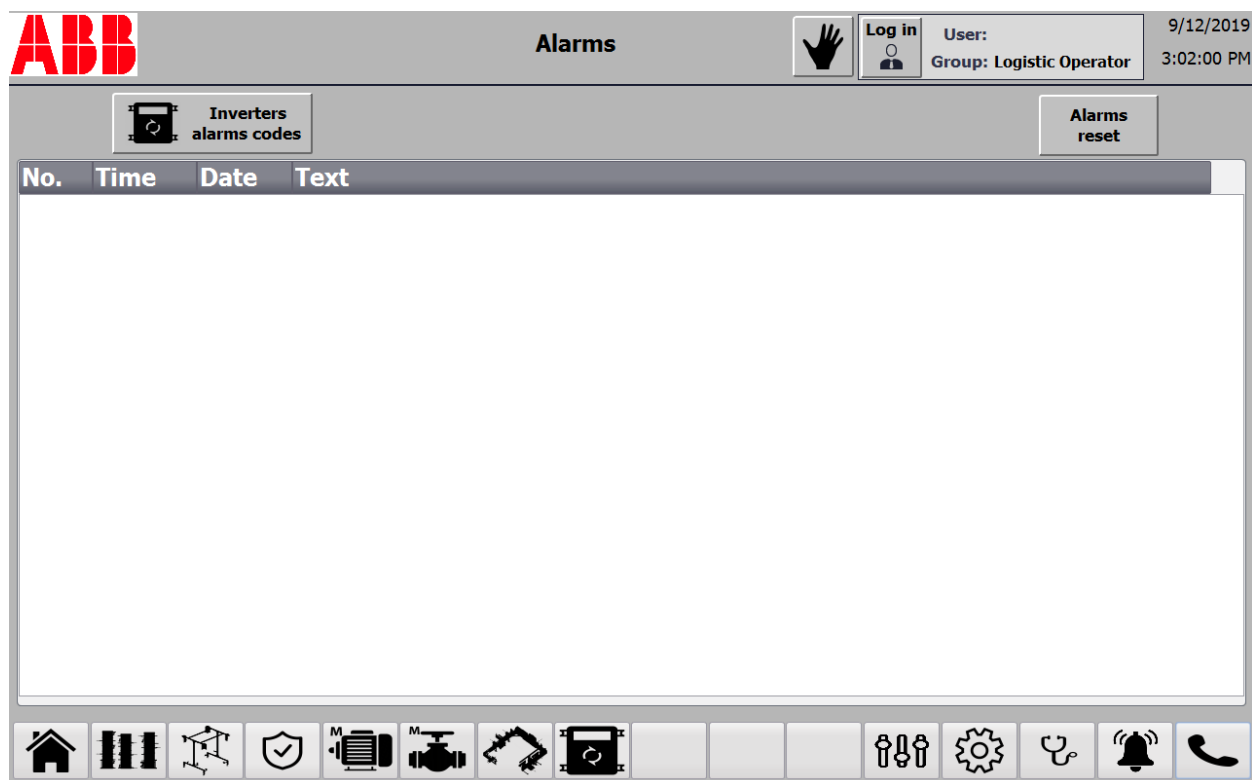 ABB
Alarms
Log in
User:
Group: Logistic Operator
9/12/2019
3:02:00 PM
Inverters
alarms codes
Alarms
reset
No. Time Date Text
M
M